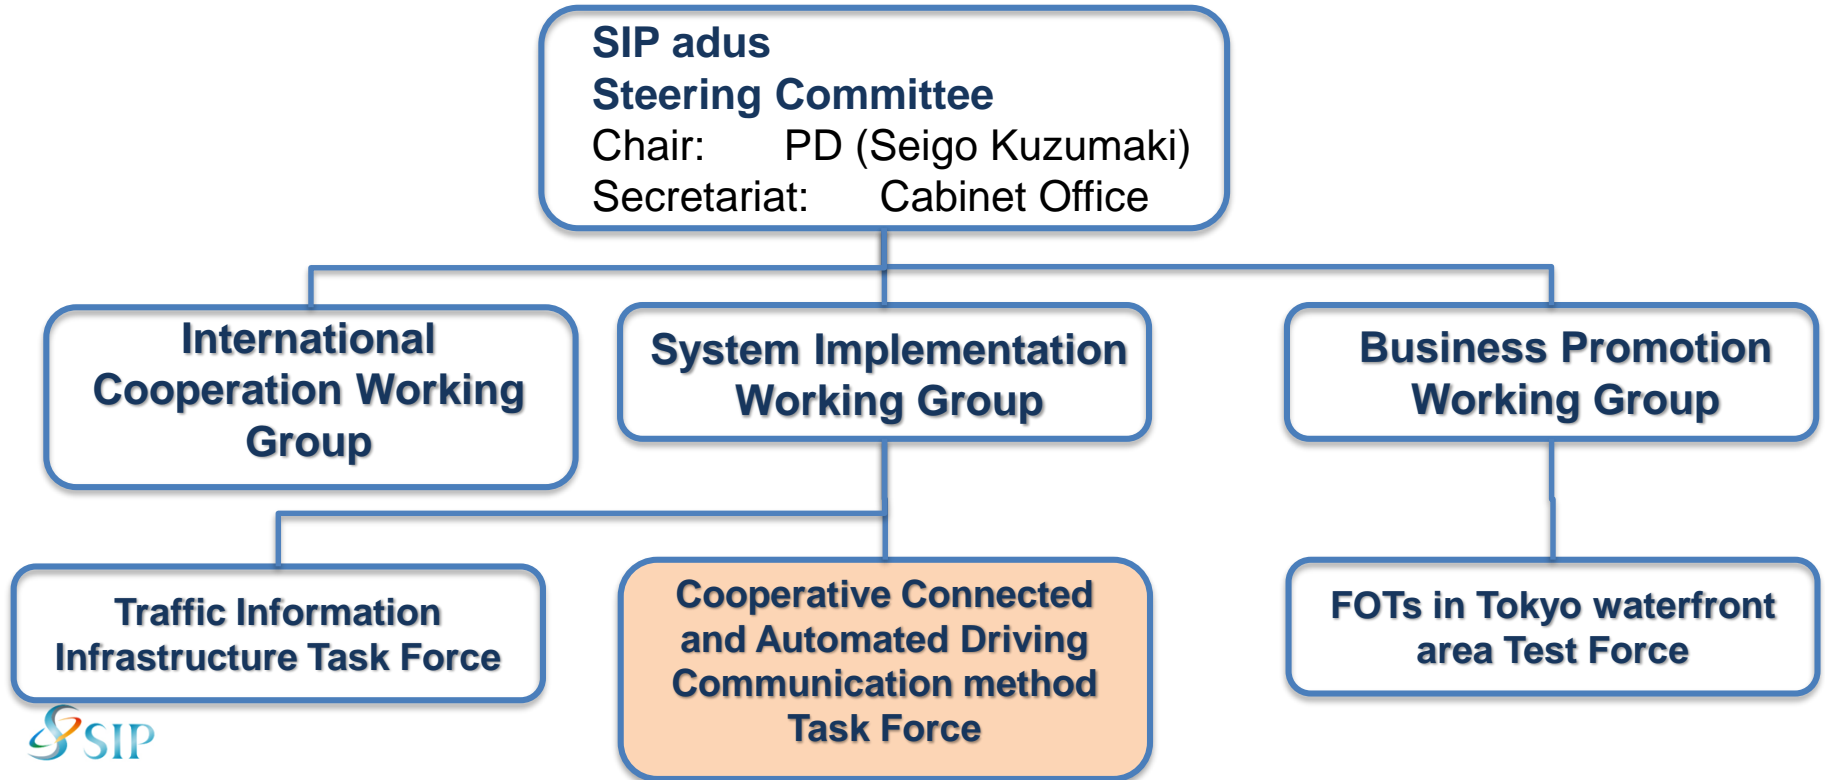 SIP adus
Steering Committee
Chair: PD (Seigo Kuzumaki)
Secretariat: Cabinet Office
International
Cooperation Working
Group
System Implementation
Working Group
Business Promotion
Working Group
Traffic Information
Infrastructure Task Force
Cooperative Connected
and Automated Driving
Communication method
Task Force
FOTs in Tokyo waterfront
area Test Force
SIP